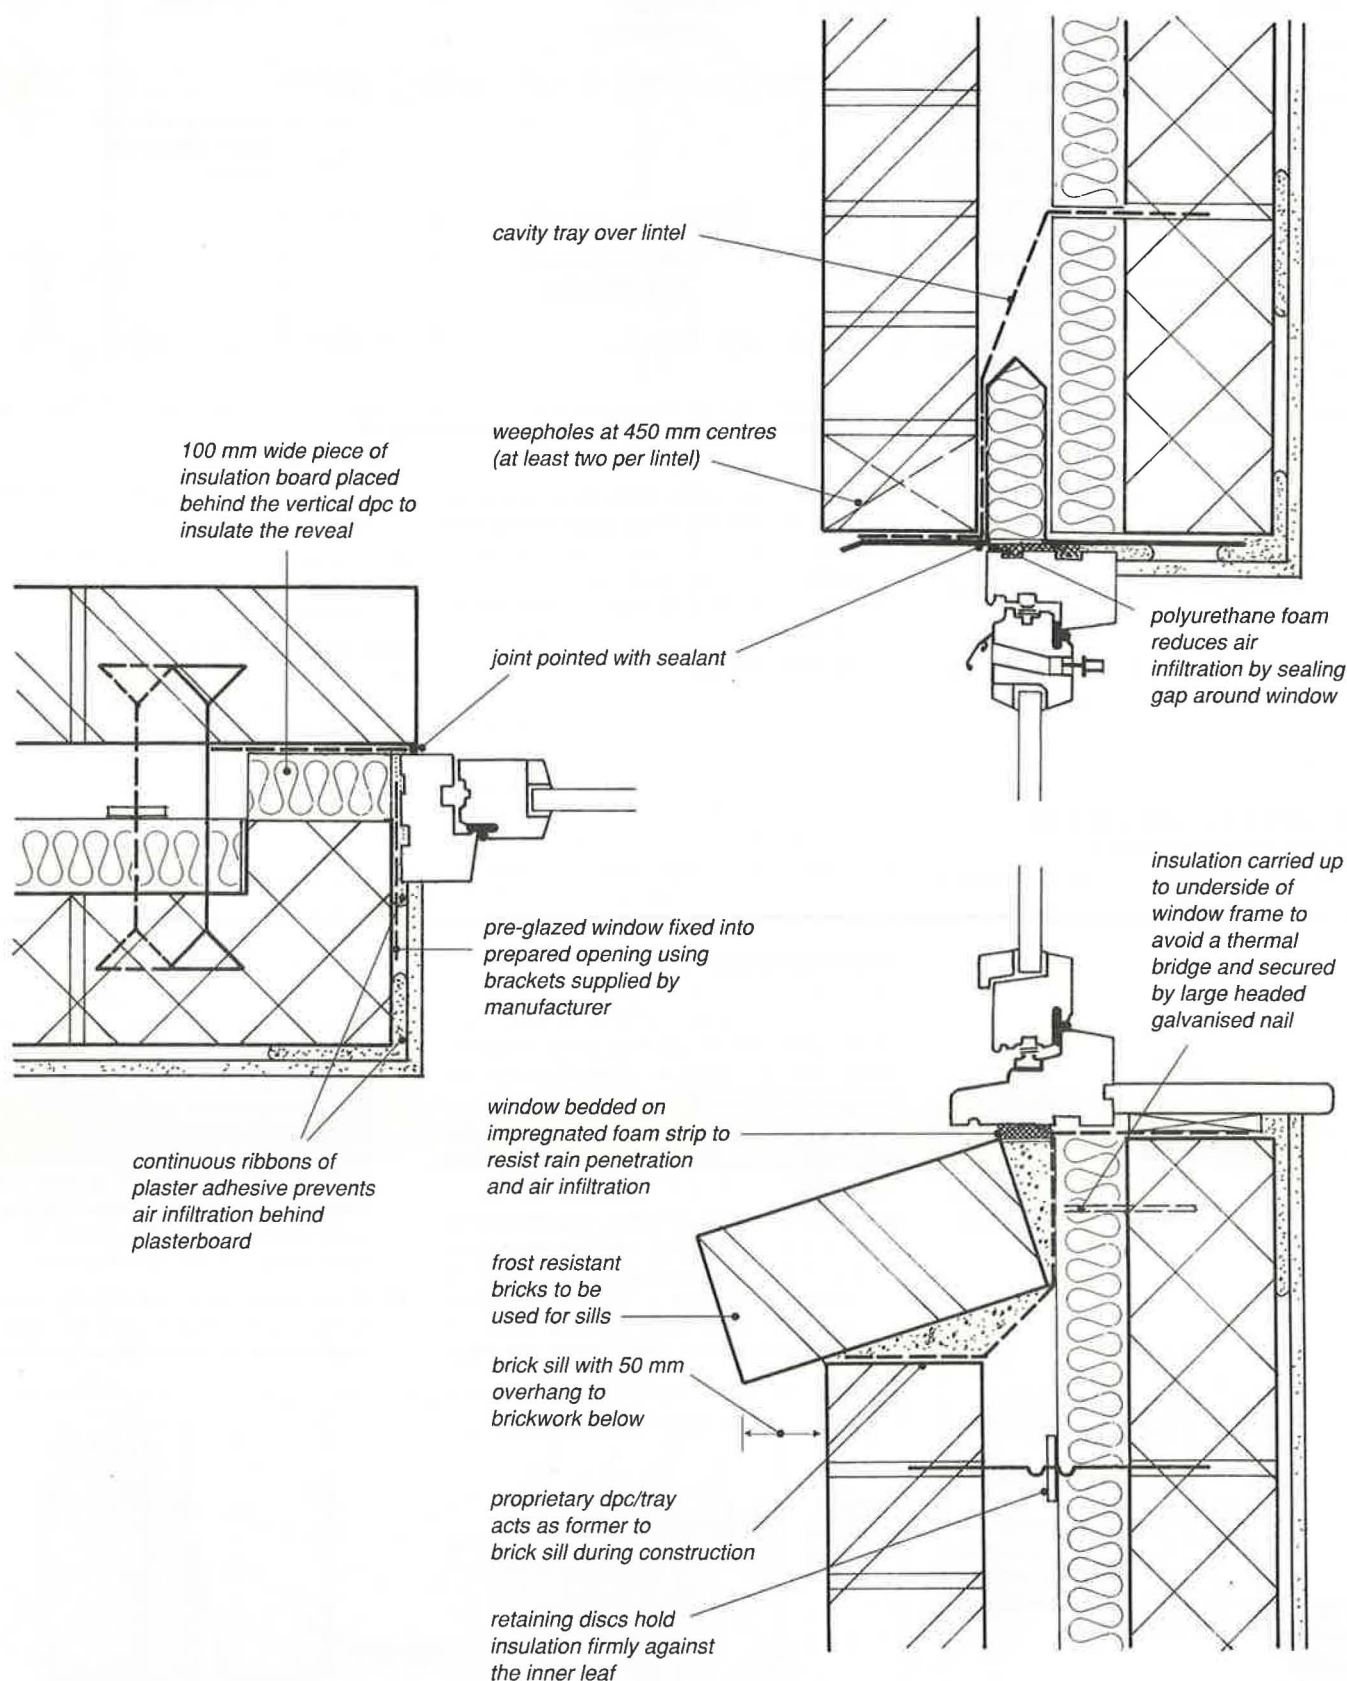 cavity tray over lintel
weepholes at 450 mm centres
(at least two per lintel)
100 mm wide piece of
insulation board placed
behind the vertical dpc to
insulate the reveal
joint pointed with sealant
polyurethane foam
reduces air
infiltration by sealing
gap around window
pre-glazed window fixed into
prepared opening using
brackets supplied by
manufacturer
insulation carried up
to underside of
window frame to
avoid a thermal
bridge and secured
by large headed
galvanised nail
window bedded on
impregnated foam strip to
resist rain penetration
and air infiltration
continuous ribbons of
plaster adhesive prevents
air infiltration behind
plasterboard
frost resistant
bricks to be
used for sills
brick sill with 50 mm
overhang to
brickwork below
proprietary dpc/tray
acts as former to
brick sill during construction
retaining discs hold
insulation firmly against
the inner leaf